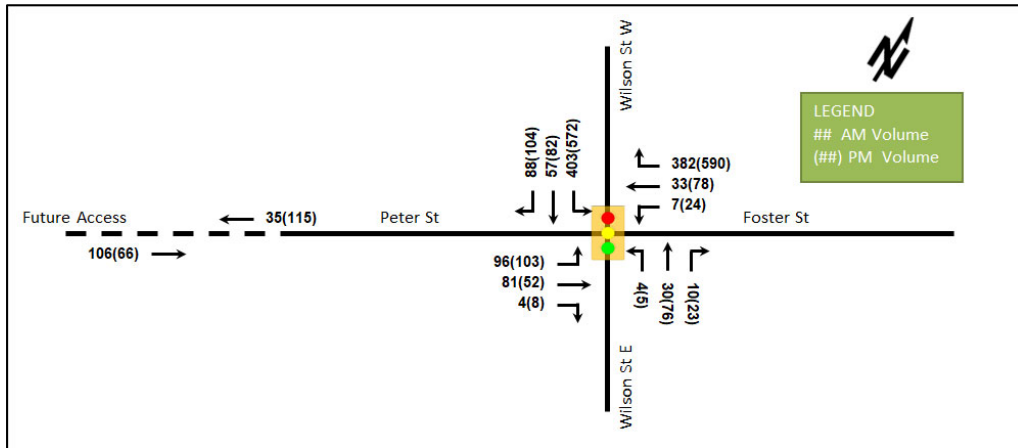 Wilson St W
LEGEND
## AM Volume
(##) PM Volume
88(104)
57(82)
403(572)
382(590)
33(78)
7(24)
Future Access
35(115)
Peter St
Foster St
106(66)
96(103)
81(52)
4(8)
4(5)
30(76)
10(23)
Wilson St E